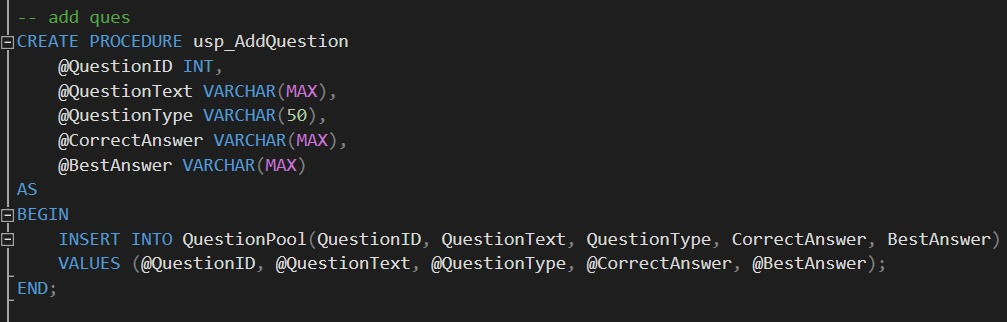 -- add ques
CREATE PROCEDURE usp_AddQuestion
    @QuestionID INT,
    @QuestionText VARCHAR(MAX),
    @QuestionType VARCHAR(50),
    @CorrectAnswer VARCHAR(MAX),
    @BestAnswer VARCHAR(MAX)
AS
BEGIN
    INSERT INTO QuestionPool(QuestionID, QuestionText, QuestionType, CorrectAnswer, BestAnswer)
    VALUES (@QuestionID, @QuestionText, @QuestionType, @CorrectAnswer, @BestAnswer);
END;